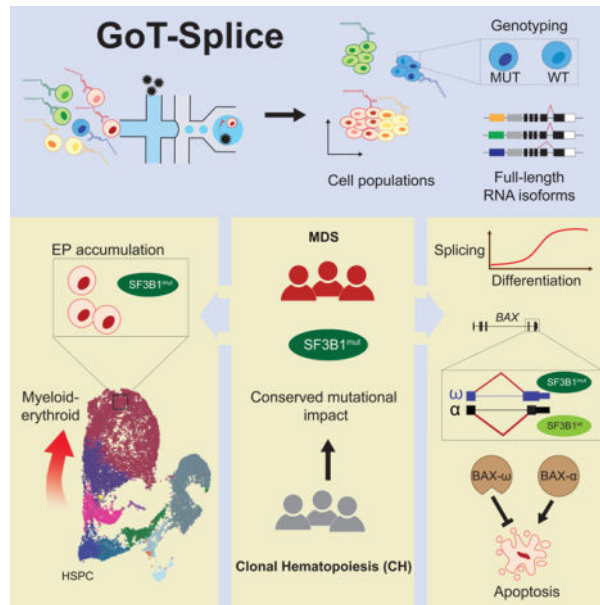 GoT-Splice
Genotyping
MUT WT
Cell populations
Full-length
RNA isoforms
EP accumulation
SF3B1mut
Myeloid-
erythroid
HSPC
MDS
SF3B1mut
Conserved mutational
impact
Clonal Hematopoiesis (CH)
Splicing
Differentiation
BAX
ω
SF3B1mut
α
SF3B1wt
BAX-ω BAX-α
Apoptosis